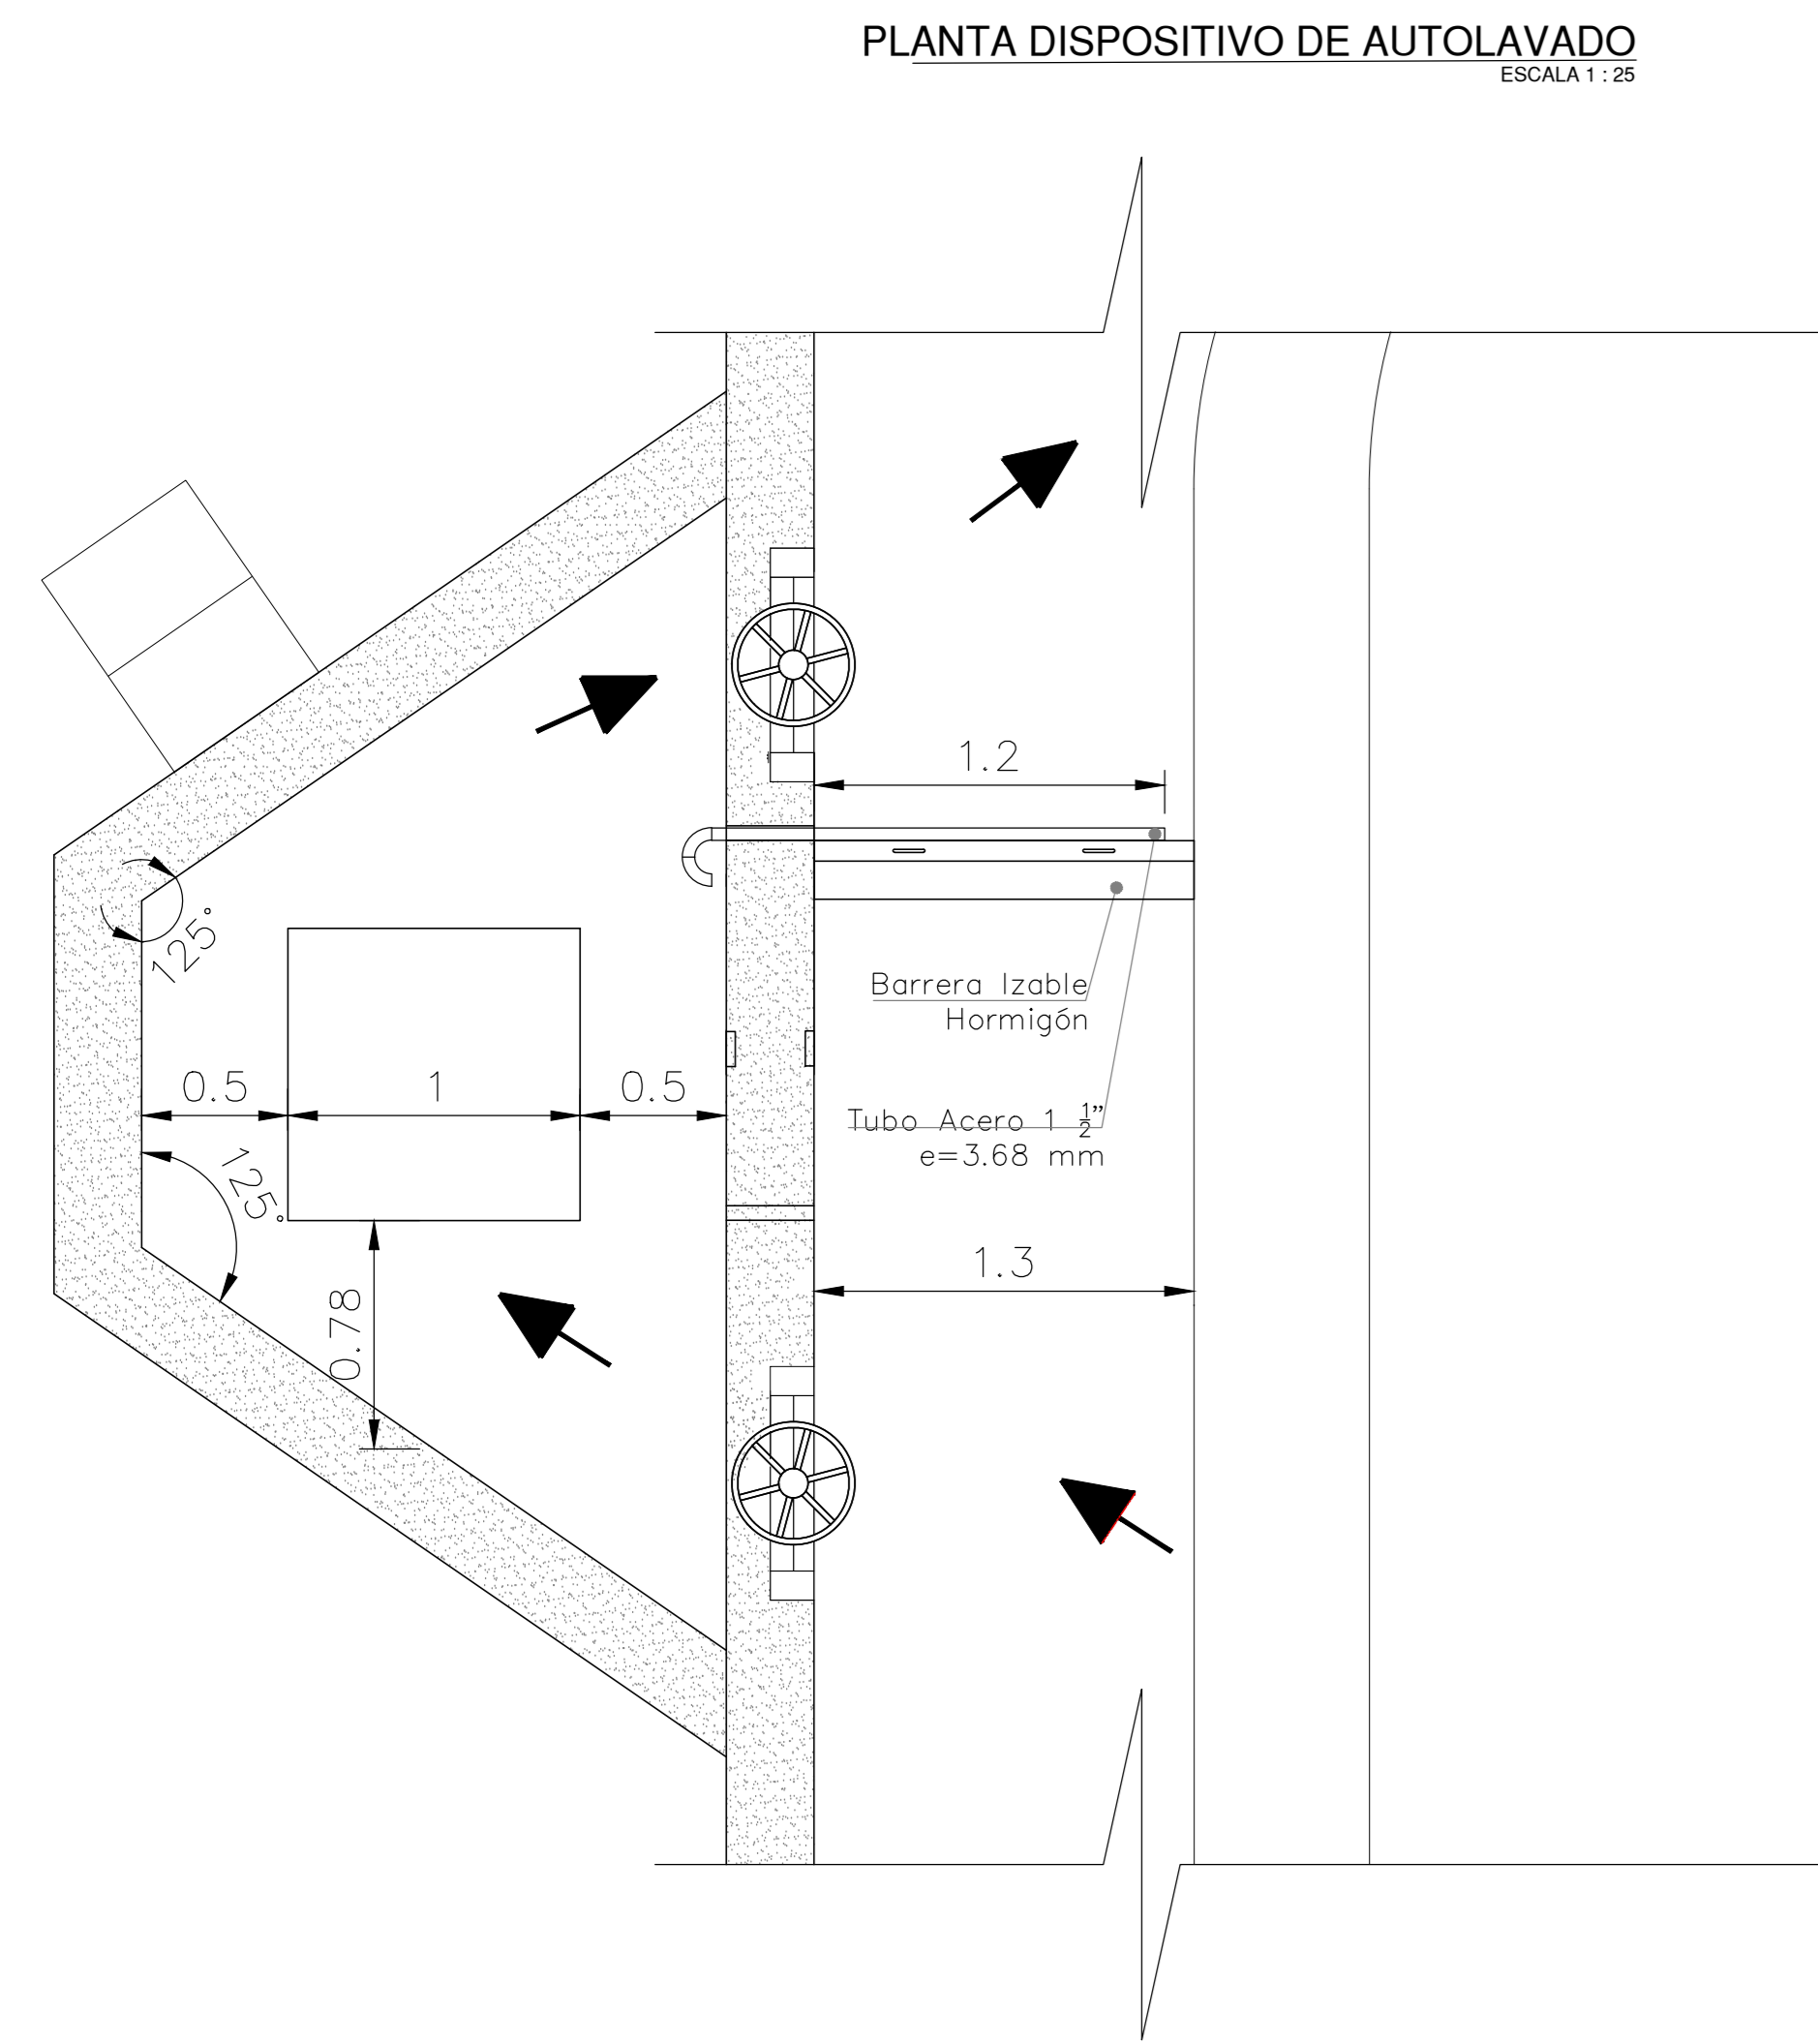 PLANTA DISPOSITIVO DE AUTOLAVADO
ESCALA 1 : 25
1.2
125°
Barrera Izable
Hormigón
0.5
1
0.5
Tubo Acero 1 ½"
e=3.68 mm
125°
1.3
0.78